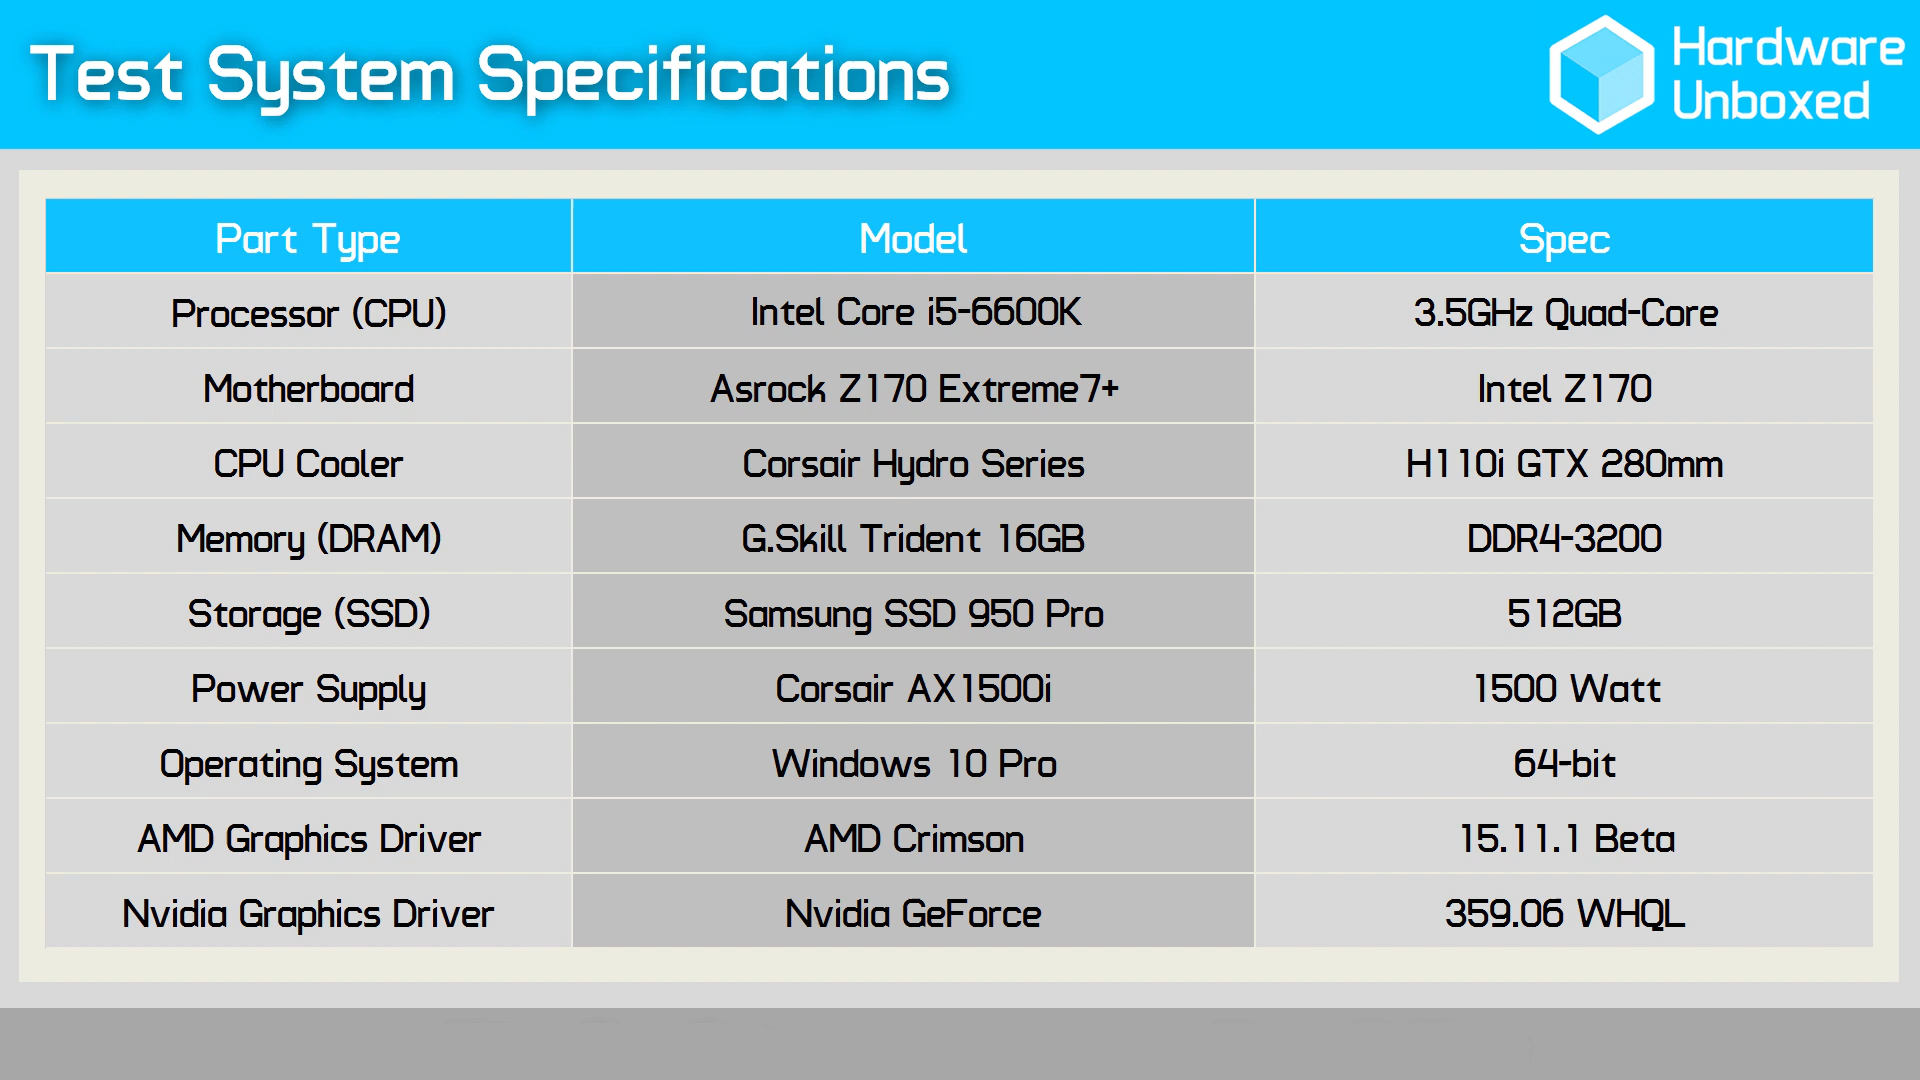 Test System Specifications
Hardware
Unboxed
Part Type Model Spec
Processor (CPU) Intel Core i5-6600K 3.5GHz Quad-Core
Motherboard Asrock Z170 Extreme7+ Intel Z170
CPU Cooler Corsair Hydro Series H110i GTX 280mm
Memory (DRAM) G.Skill Trident 16GB DDR4-3200
Storage (SSD) Samsung SSD 950 Pro 512GB
Power Supply Corsair AX1500i 1500 Watt
Operating System Windows 10 Pro 64-bit
AMD Graphics Driver AMD Crimson 15.11.1 Beta
Nvidia Graphics Driver Nvidia GeForce 359.06 WHQL